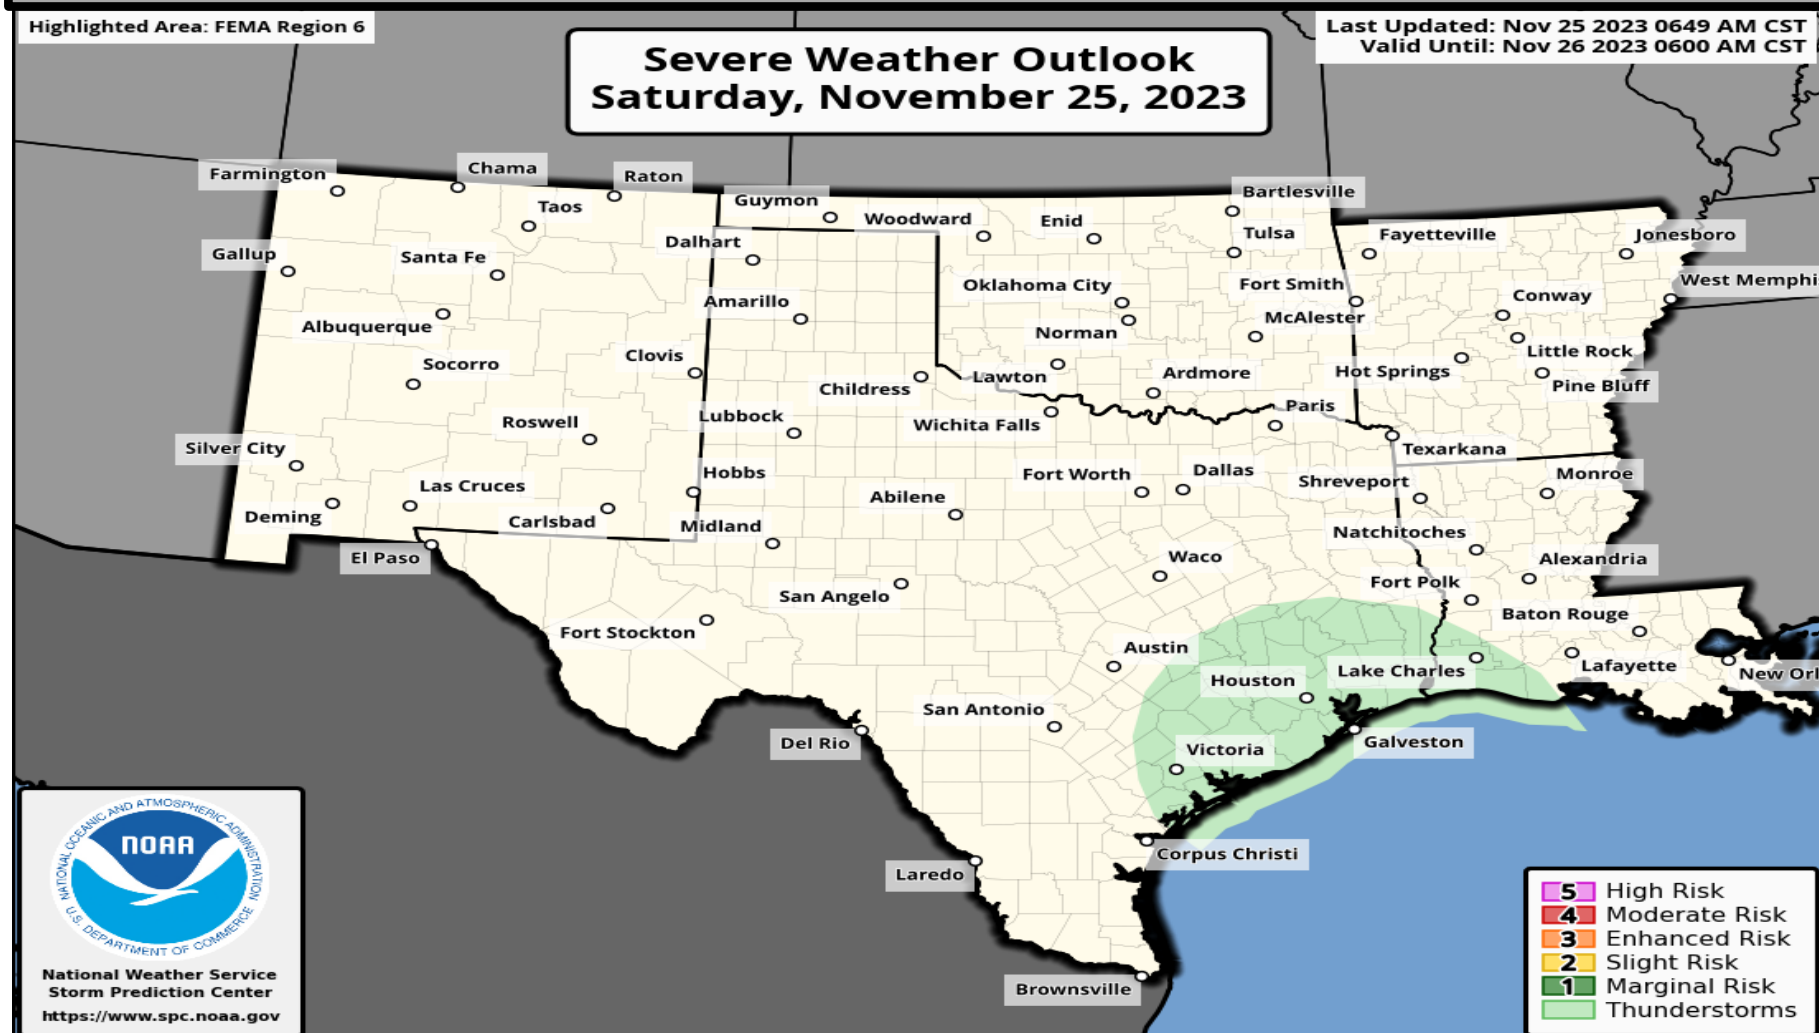 Highlighted Area: FEMA Region 6
Severe Weather Outlook
Saturday, November 25, 2023
Last Updated: Nov 25 2023 0649 AM CST
Valid Until: Nov 26 2023 0600 AM CST
Farmington
Chama
Raton
Taos
Guymon
Woodward
Enid
Bartlesville
Gallup
Santa Fe
Dalhart
Tulsa
Fayetteville
Jonesboro
Albuquerque
Amarillo
Oklahoma City
Fort Smith
Conway
West Memphi
Norman
McAlester
Socorro
Clovis
Childress
Lawton
Ardmore
Hot Springs
Little Rock
Pine Bluff
Roswell
Lubbock
Wichita Falls
Paris
Texarkana
Silver City
Las Cruces
Hobbs
Abilene
Fort Worth
Dallas
Shreveport
Monroe
Deming
Carlsbad
Midland
Natchitoches
El Paso
San Angelo
Waco
Fort Polk
Alexandria
Fort Stockton
Austin
Baton Rouge
Houston
Lake Charles
Lafayette
New Orl
San Antonio
Del Rio
Victoria
Galveston
Laredo
Corpus Christi
Brownsville
NATIONAL OCEANIC AND ATMOSPHERIC ADMINISTRATION
NOAA
U.S. DEPARTMENT OF COMMERCE
National Weather Service
Storm Prediction Center
https://www.spc.noaa.gov
5 High Risk
4 Moderate Risk
3 Enhanced Risk
2 Slight Risk
1 Marginal Risk
Thunderstorms